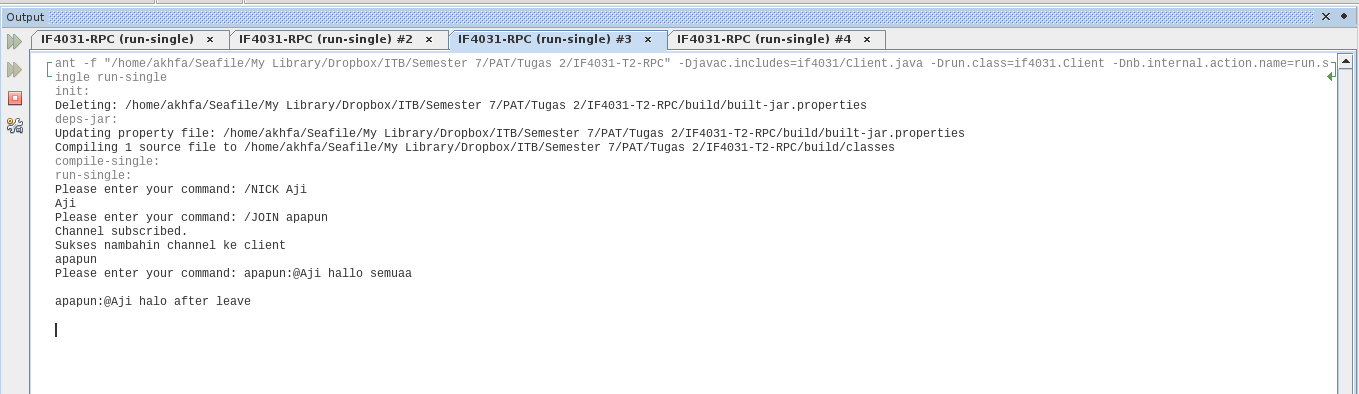 Output
IF4031-RPC (run-single) × IF4031-RPC (run-single) #2 × IF4031-RPC (run-single) #3 × IF4031-RPC (run-single) #4 ×
ant -f "/home/akhfa/Seafile/My Library/Dropbox/ITB/Semester 7/PAT/Tugas 2/IF4031-T2-RPC" -Djavac.includes=if4031/Client.java -Drun.class=if4031.Client -Dnb.internal.action.name=run.s
ingle run-single
init:
Deleting: /home/akhfa/Seafile/My Library/Dropbox/ITB/Semester 7/PAT/Tugas 2/IF4031-T2-RPC/build/built-jar.properties
deps-jar:
Updating property file: /home/akhfa/Seafile/My Library/Dropbox/ITB/Semester 7/PAT/Tugas 2/IF4031-T2-RPC/build/built-jar.properties
Compiling 1 source file to /home/akhfa/Seafile/My Library/Dropbox/ITB/Semester 7/PAT/Tugas 2/IF4031-T2-RPC/build/classes
compile-single:
run-single:
Please enter your command: /NICK Aji
Aji
Please enter your command: /JOIN apapun
Channel subscribed.
Sukses nambahin channel ke client
apapun
Please enter your command: apapun:@Aji hallo semuaa
apapun:@Aji halo after leave